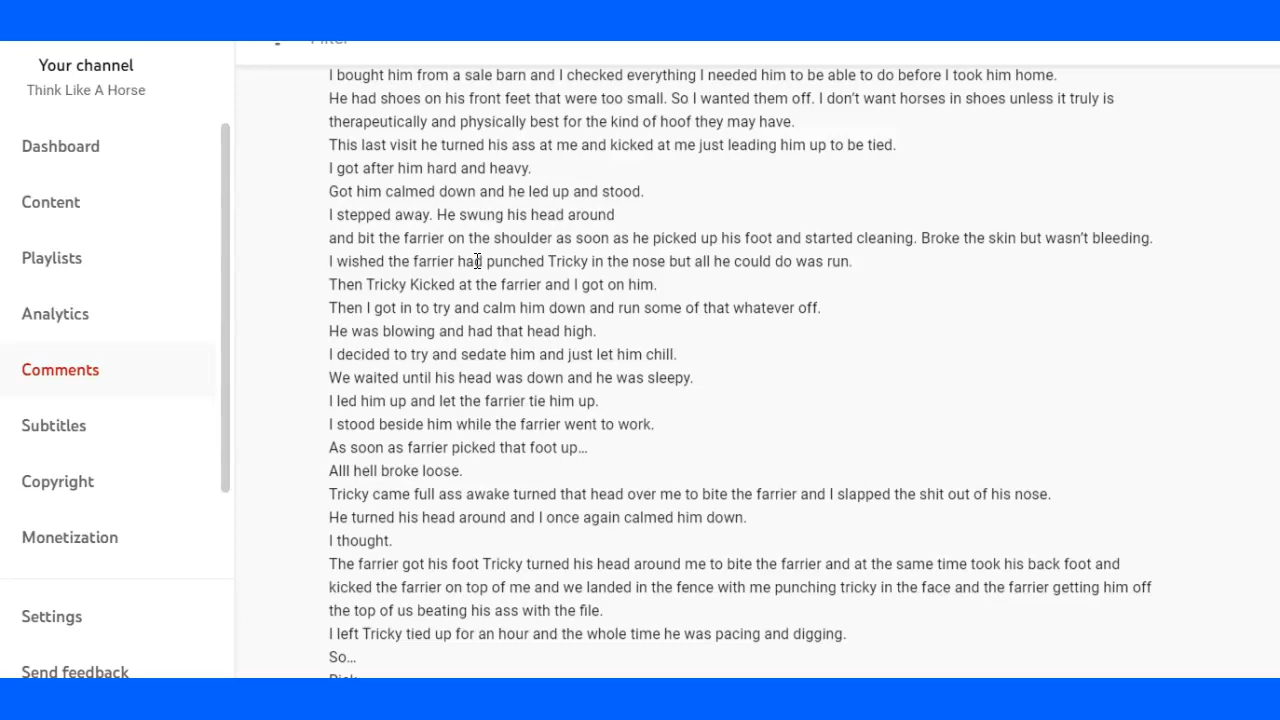 Your channel
Think Like A Horse
Dashboard
Content
Playlists
Analytics
Comments
Subtitles
Copyright
Monetization
Settings
Send feedback
I bought him from a sale barn and I checked everything I needed him to be able to do before I took him home.
He had shoes on his front feet that were too small. So I wanted them off. I don't want horses in shoes unless it truly is
therapeutically and physically best for the kind of hoof they may have.
This last visit he turned his ass at me and kicked at me just leading him up to be tied.
I got after him hard and heavy.
Got him calmed down and he led up and stood.
I stepped away. He swung his head around
and bit the farrier on the shoulder as soon as he picked up his foot and started cleaning. Broke the skin but wasn't bleeding.
I wished the farrier had punched Tricky in the nose but all he could do was run.
Then Tricky Kicked at the farrier and I got on him.
Then I got in to try and calm him down and run some of that whatever off.
He was blowing and had that head high.
I decided to try and sedate him and just let him chill.
We waited until his head was down and he was sleepy.
I led him up and let the farrier tie him up.
I stood beside him while the farrier went to work.
As soon as farrier picked that foot up…
Alll hell broke loose.
Tricky came full ass awake turned that head over me to bite the farrier and I slapped the shit out of his nose.
He turned his head around and I once again calmed him down.
I thought.
The farrier got his foot Tricky turned his head around me to bite the farrier and at the same time took his back foot and
kicked the farrier on top of me and we landed in the fence with me punching tricky in the face and the farrier getting him off
the top of us beating his ass with the file.
I left Tricky tied up for an hour and the whole time he was pacing and digging.
So…